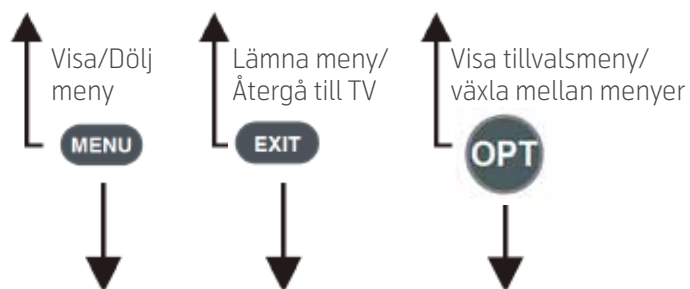 Visa/Dölj
meny
MENU
Lämna meny/
Återgå till TV
EXIT
Visa tillvalsmeny/
växla mellan menyer
OPT